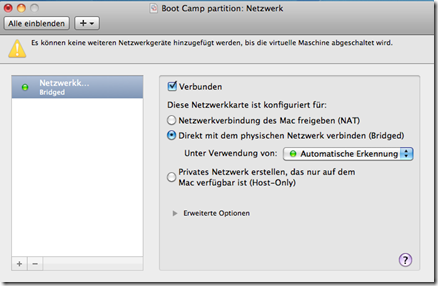 Boot Camp partition: Netzwerk
Alle einblenden
Es können keine weiteren Netzwerkgeräte hinzugefügt werden, bis die virtuelle Maschine abgeschaltet wird.
Netzwerkk...
Bridged
Verbunden
Diese Netzwerkkarte ist konfiguriert für:
Netzwerkverbindung des Mac freigeben (NAT)
Direkt mit dem physischen Netzwerk verbinden (Bridged)
Unter Verwendung von: Automatische Erkennung
Privates Netzwerk erstellen, das nur auf dem
Mac verfügbar ist (Host-Only)
Erweiterte Optionen
+ − ?